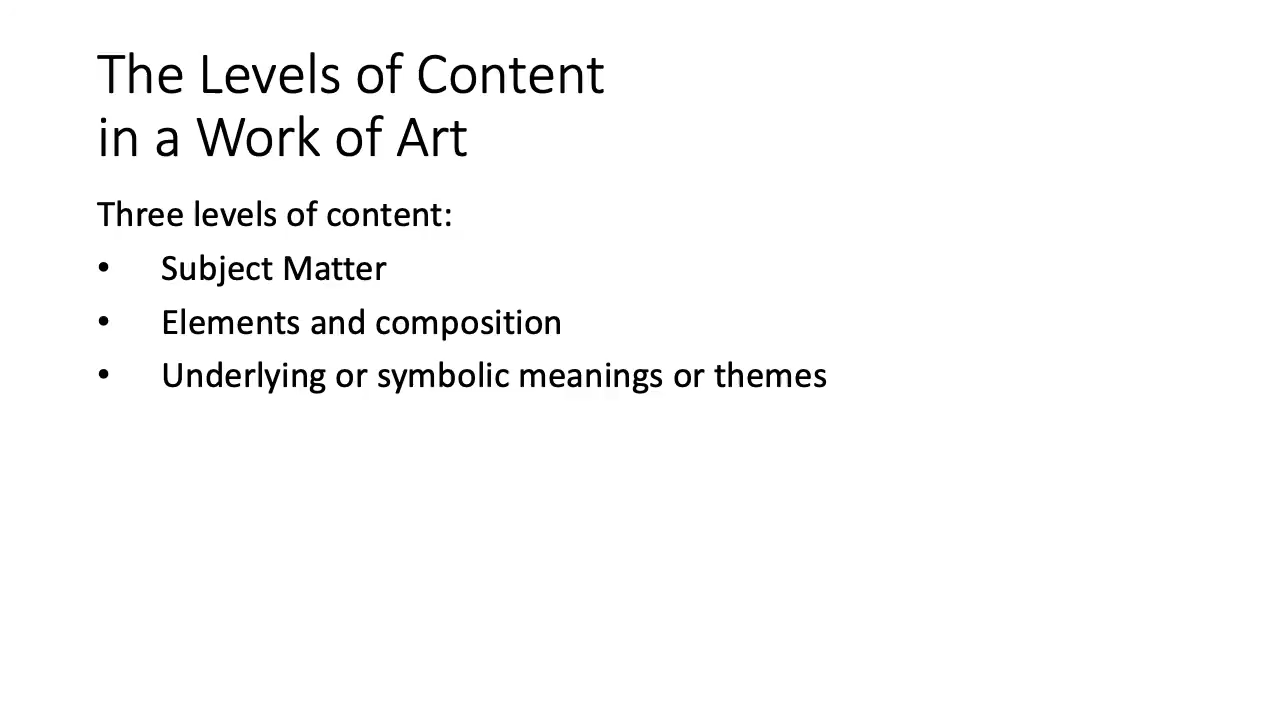 The Levels of Content
in a Work of Art
Three levels of content:
• Subject Matter
• Elements and composition
• Underlying or symbolic meanings or themes